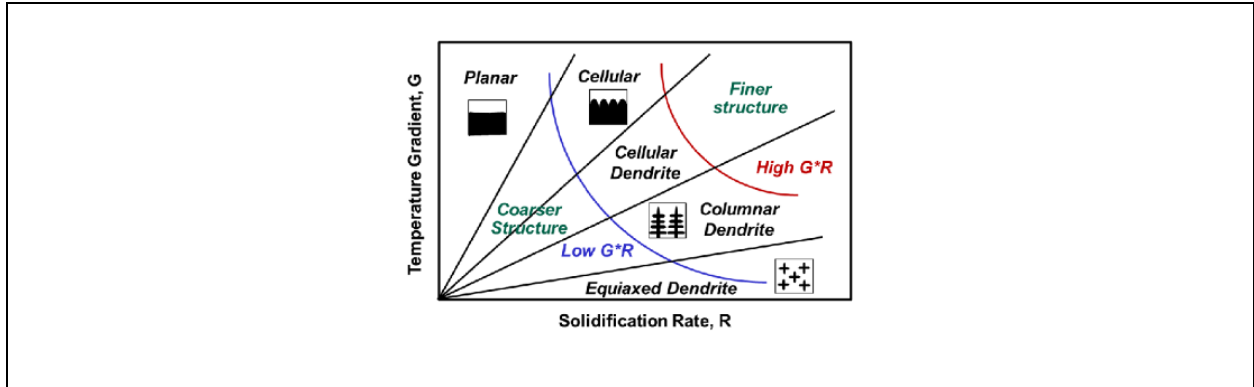 Planar
Cellular
Finer
structure
Cellular
Dendrite
High G*R
Coarser
Structure
Columnar
Dendrite
Low G*R
Equiaxed Dendrite
Temperature Gradient, G
Solidification Rate, R